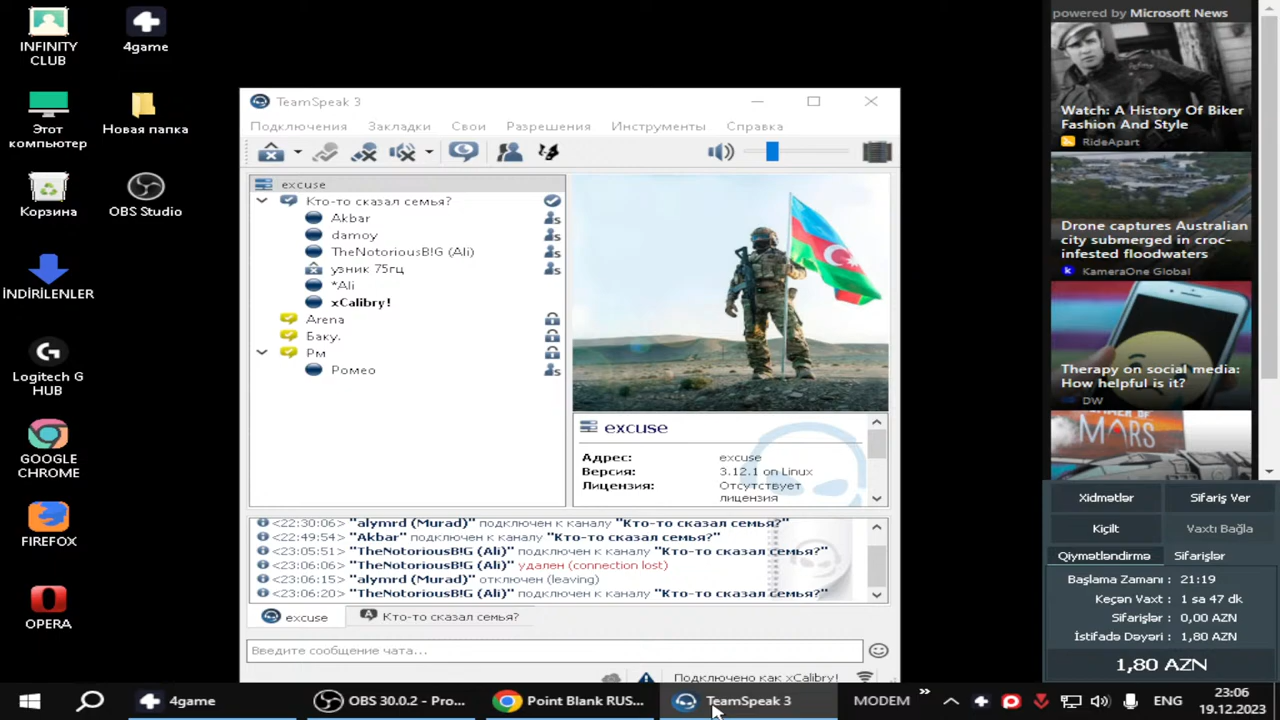 INFINITY
CLUB
4game
Этот
компьютер
Новая папка
Корзина
OBS Studio
İNDİRİLENLER
Logitech G
HUB
GOOGLE
CHROME
FIREFOX
OPERA
TeamSpeak 3
Подключения Закладки Свои Разрешения Инструменты Справка
excuse
Кто-то сказал семья?
Akbar
damoy
TheNotoriousB!G (Ali)
узник 75гц
*Ali
xCalibry!
Arena
Баку.
Рм
Ромео
excuse
Адрес: excuse
Версия: 3.12.1 on Linux
Лицензия: Отсутствует
лицензия
<22:30:06> "alymrd (Murad)" подключен к каналу "Кто-то сказал семья?"
<22:49:54> "Akbar" подключен к каналу "Кто-то сказал семья?"
<23:05:51> "TheNotoriousB!G (Ali)" подключен к каналу "Кто-то сказал семья?"
<23:06:06> "TheNotoriousB!G (Ali)" удален (connection lost)
<23:06:15> "alymrd (Murad)" отключен (leaving)
<23:06:20> "TheNotoriousB!G (Ali)" подключен к каналу "Кто-то сказал семья?"
excuse Кто-то сказал семья?
Введите сообщение чата...
Подключено как xCalibry!
powered by Microsoft News
Watch: A History Of Biker
Fashion And Style
RideApart
Drone captures Australian
city submerged in croc-
infested floodwaters
KameraOne Global
Therapy on social media:
How helpful is it?
DW
MARS
Xidmətlər Sifariş Ver
Kiçilt Vaxtı Bağla
Qiymətləndirmə Sifarişlər
Başlama Zamanı : 21:19
Keçən Vaxt : 1 sa 47 dk
Sifarişlər : 0,00 AZN
İstifadə Dəyəri : 1,80 AZN
1,80 AZN
4game OBS 30.0.2 - Pro... Point Blank RUS... TeamSpeak 3 MODEM » ENG 23:06
19.12.2023